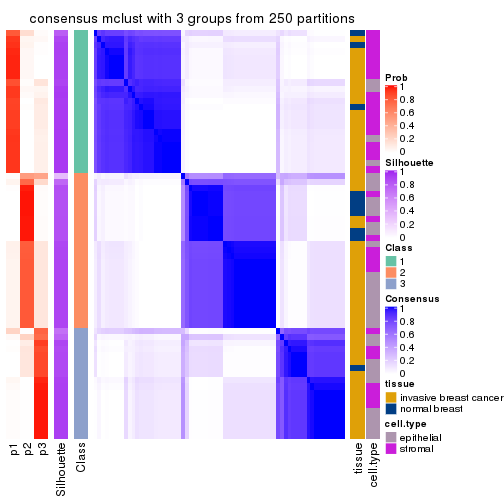 consensus mclust with 3 groups from 250 partitions
Prob
1
0.8
0.6
0.4
0.2
0
Silhouette
1
0.8
0.6
0.4
0.2
0
Class
1
2
3
Consensus
1
0.8
0.6
0.4
0.2
0
tissue
invasive breast cancer
normal breast
cell.type
epithelial
stromal
p1
p2
p3
Silhouette
Class
tissue
cell.type